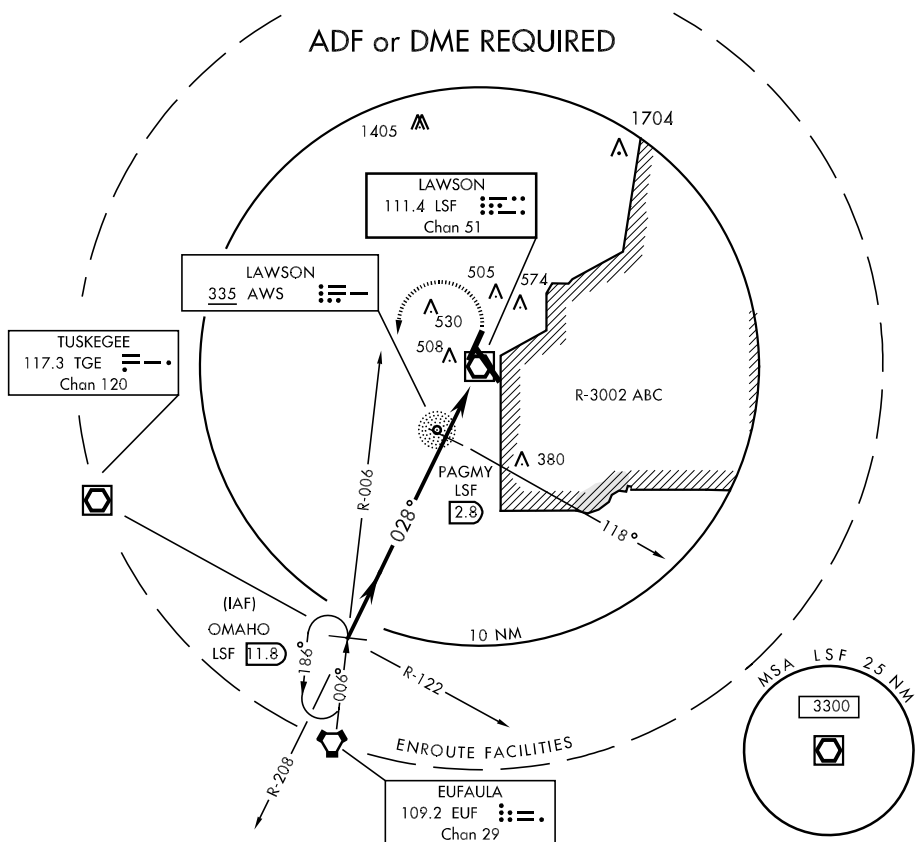 ADF or DME REQUIRED
1405
1704
LAWSON
111.4 LSF
Chan 51
LAWSON
335 AWS
505
574
530
508
TUSKEGEE
117.3 TGE
Chan 120
R-3002 ABC
R-006
380
PAGMY
LSF
2.8
028°
118°
(IAF)
OMAHO
LSF 11.8
10 NM
186°
006°
R-122
R-208
ENROUTE FACILITIES
EUFAULA
109.2 EUF
Chan 29
MSA LSF 25 NM
3300